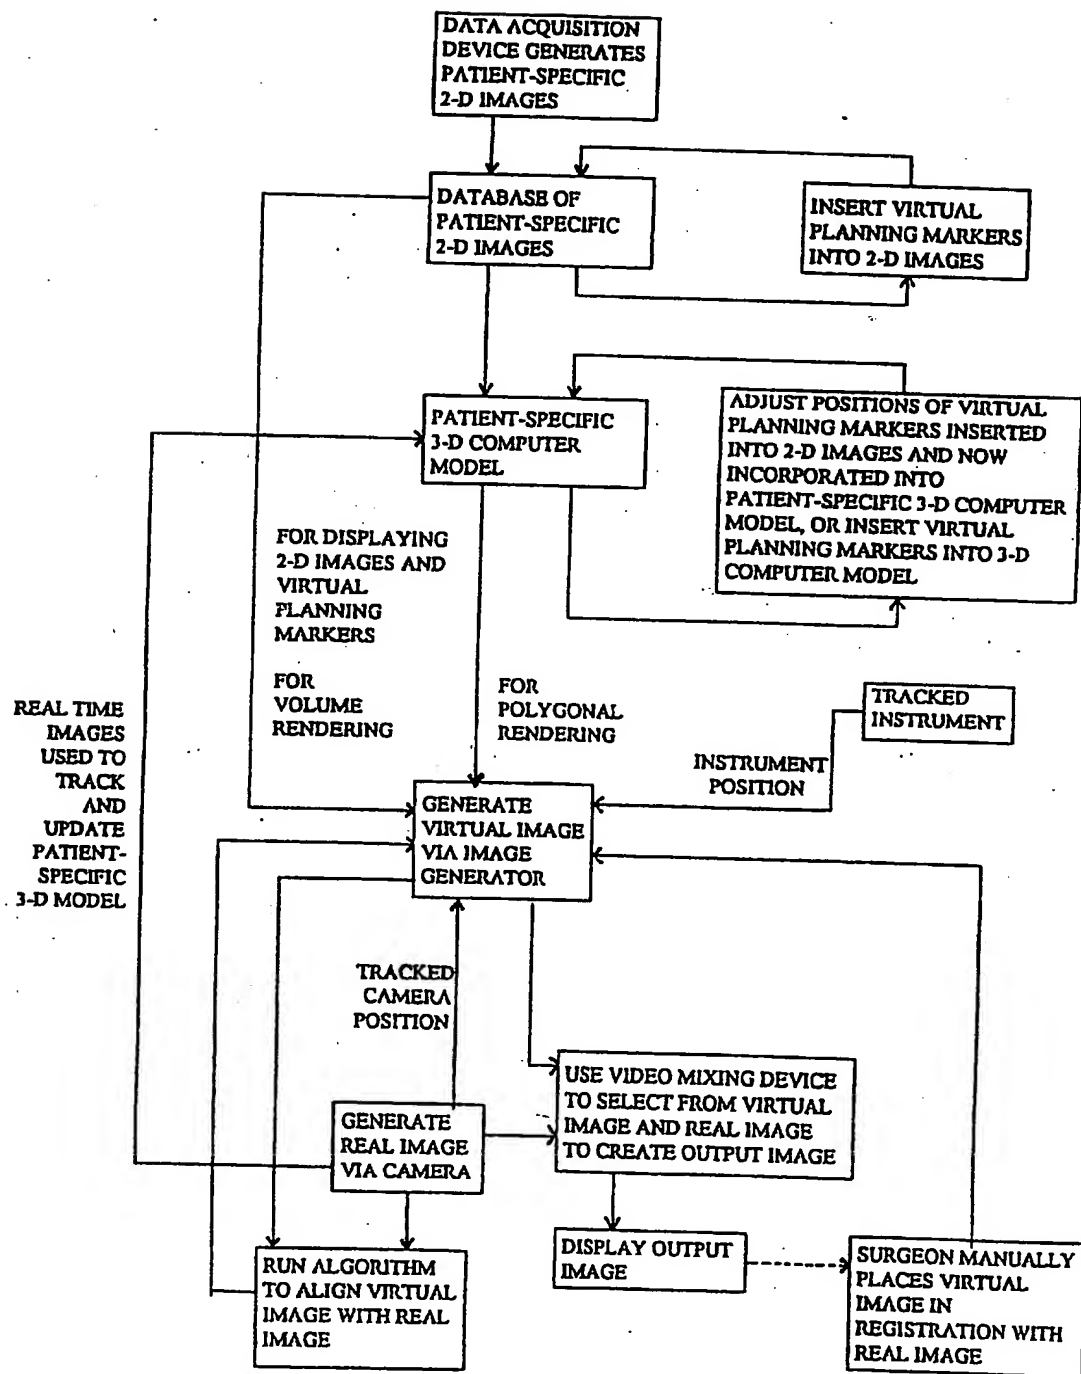 DATA ACQUISITION
DEVICE GENERATES
PATIENT-SPECIFIC
2-D IMAGES
DATABASE OF
PATIENT-SPECIFIC
2-D IMAGES
INSERT VIRTUAL
PLANNING MARKERS
INTO 2-D IMAGES
PATIENT-SPECIFIC
3-D COMPUTER
MODEL
ADJUST POSITIONS OF VIRTUAL
PLANNING MARKERS INSERTED
INTO 2-D IMAGES AND NOW
INCORPORATED INTO
PATIENT-SPECIFIC 3-D COMPUTER
MODEL, OR INSERT VIRTUAL
PLANNING MARKERS INTO 3-D
COMPUTER MODEL
FOR DISPLAYING
2-D IMAGES AND
VIRTUAL
PLANNING
MARKERS
FOR
VOLUME
RENDERING
FOR
POLYGONAL
RENDERING
TRACKED
INSTRUMENT
INSTRUMENT
POSITION
REAL TIME
IMAGES
USED TO
TRACK
AND
UPDATE
PATIENT-
SPECIFIC
3-D MODEL
GENERATE
VIRTUAL IMAGE
VIA IMAGE
GENERATOR
TRACKED
CAMERA
POSITION
USE VIDEO MIXING DEVICE
TO SELECT FROM VIRTUAL
IMAGE AND REAL IMAGE
TO CREATE OUTPUT IMAGE
GENERATE
REAL IMAGE
VIA CAMERA
RUN ALGORITHM
TO ALIGN VIRTUAL
IMAGE WITH REAL
IMAGE
DISPLAY OUTPUT
IMAGE
SURGEON MANUALLY
PLACES VIRTUAL
IMAGE IN
REGISTRATION WITH
REAL IMAGE